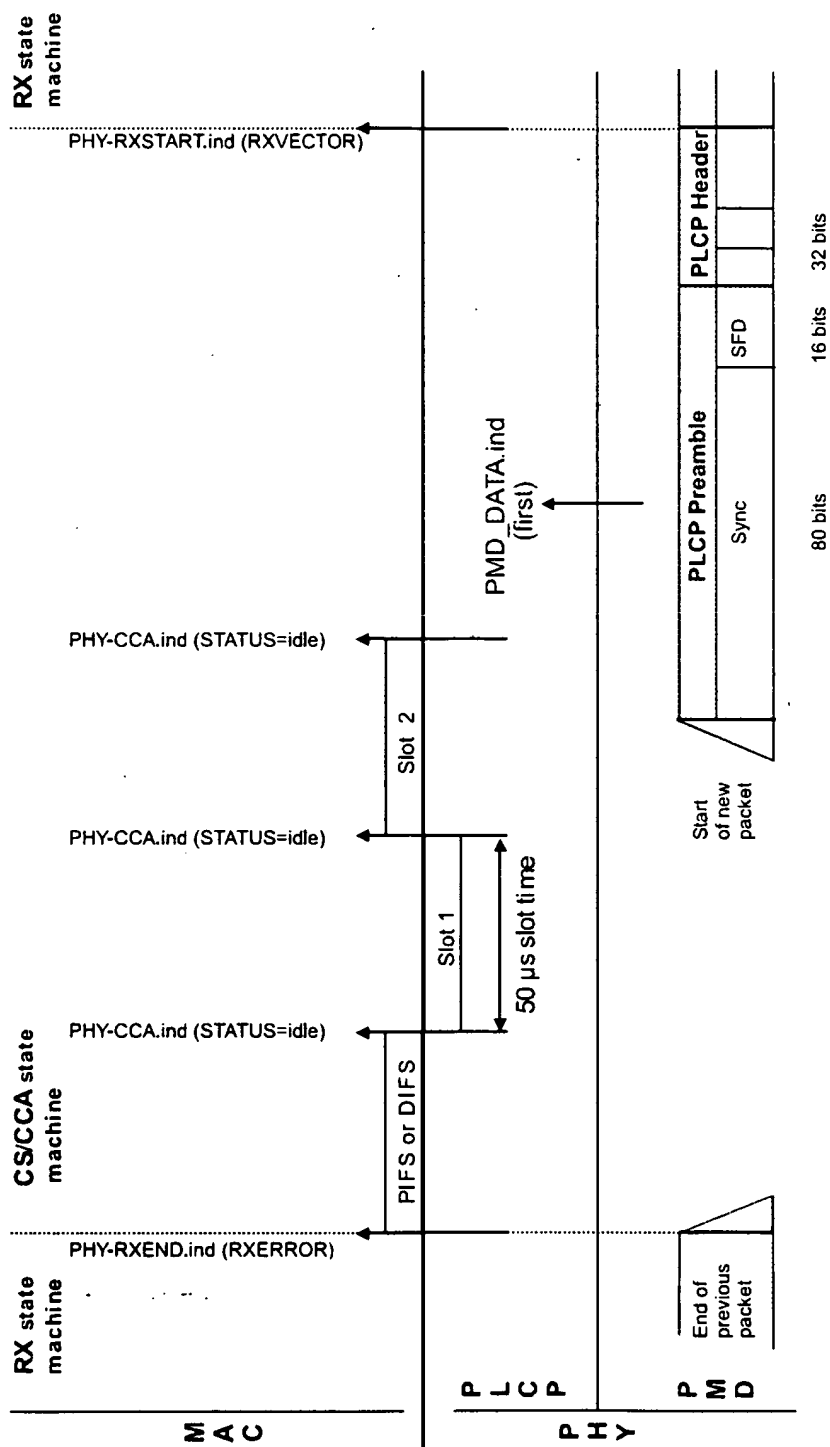 RX state
machine
CS/CCA state
machine
RX state
machine
PHY-RXEND.ind (RXERROR)
PHY-CCA.ind (STATUS=idle)
PHY-CCA.ind (STATUS=idle)
PHY-CCA.ind (STATUS=idle)
PHY-RXSTART.ind (RXVECTOR)
MAC
PIFS or DIFS
Slot 1
Slot 2
50 µs slot time
PHY
PLCP
PMD_DATA.ind
(first)
PMD
End of
previous
packet
Start
of new
packet
PLCP Preamble
PLCP Header
Sync
SFD
80 bits
16 bits
32 bits